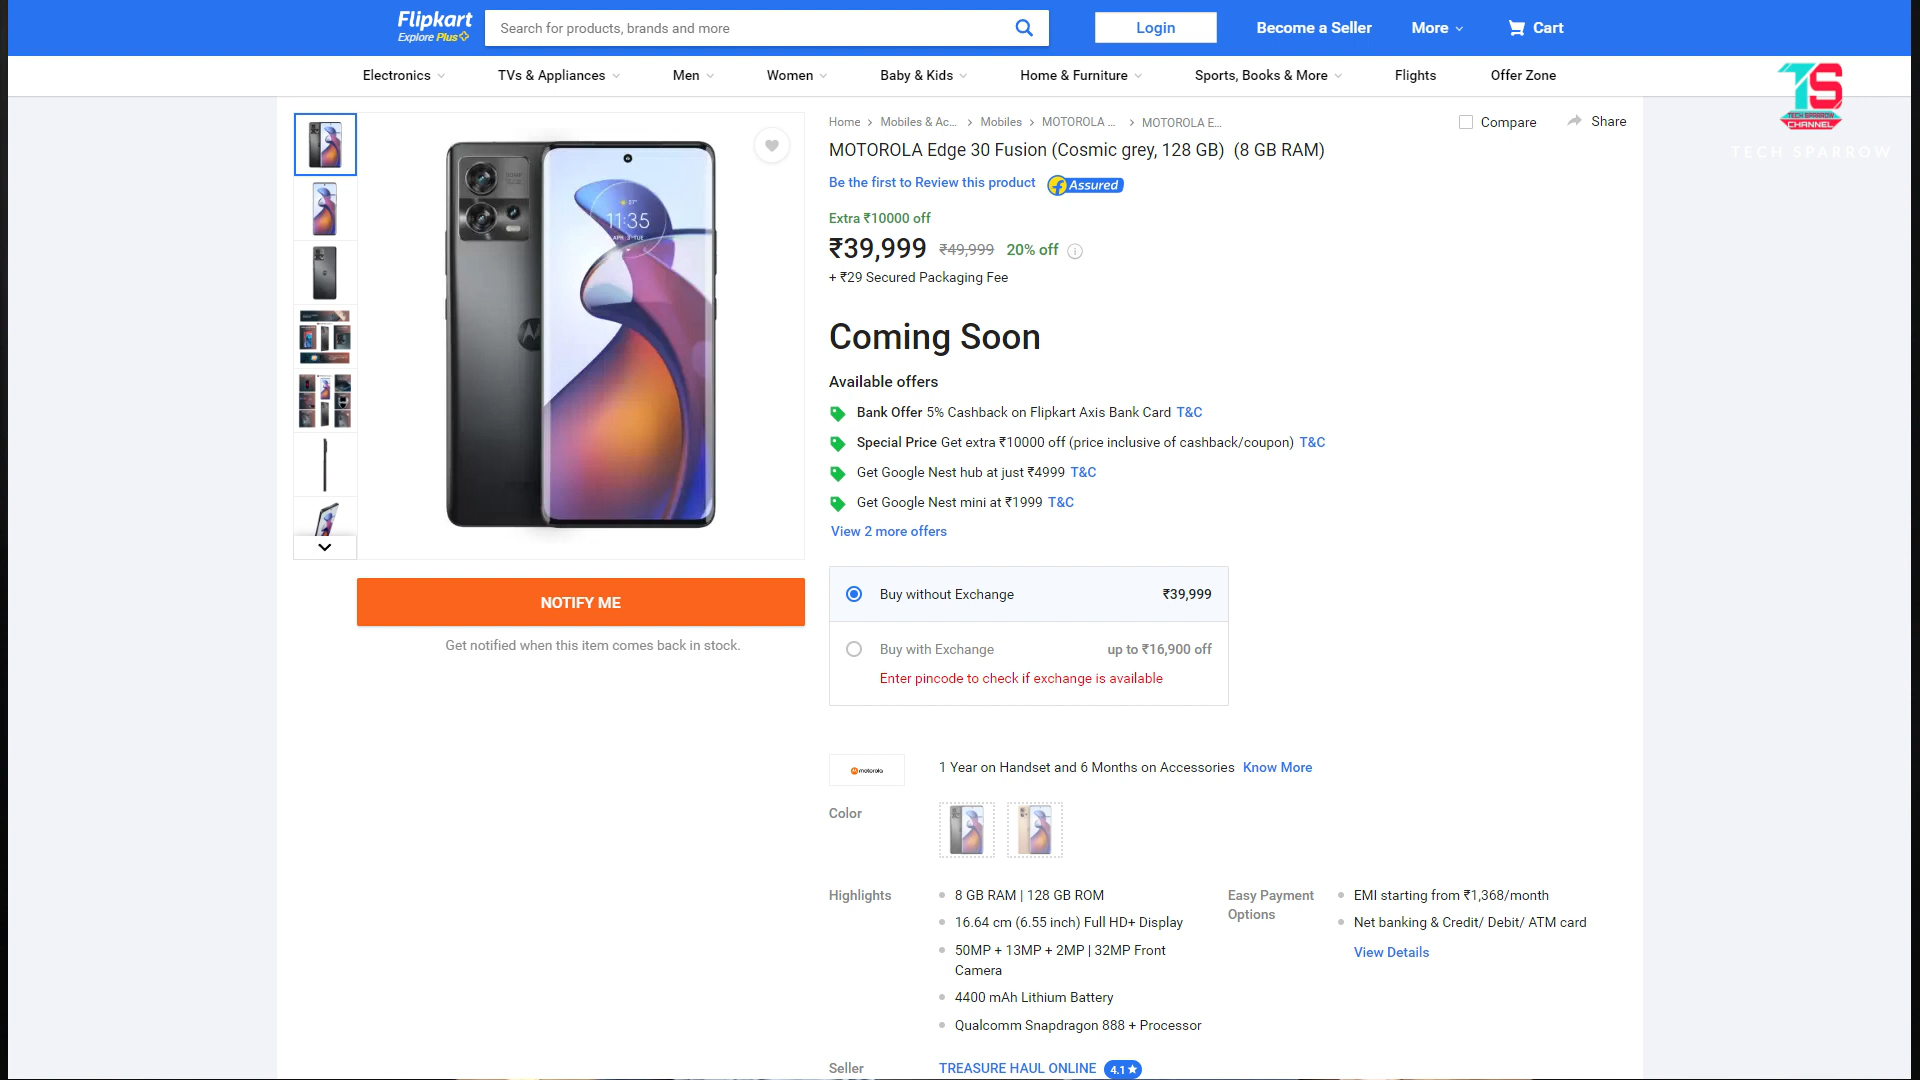 Flipkart
Explore Plus
Search for products, brands and more
Login
Become a Seller
More
Cart
Electronics
TVs & Appliances
Men
Women
Baby & Kids
Home & Furniture
Sports, Books & More
Flights
Offer Zone
TS
TECH SPARROW
CHANNEL
TECH SPARROW
Home
Mobiles & Ac...
Mobiles
MOTOROLA ...
MOTOROLA E...
Compare
Share
MOTOROLA Edge 30 Fusion (Cosmic grey, 128 GB) (8 GB RAM)
Be the first to Review this product
Assured
Extra ₹10000 off
₹39,999 ₹49,999 20% off
+ ₹29 Secured Packaging Fee
11:35
Coming Soon
Available offers
Bank Offer 5% Cashback on Flipkart Axis Bank Card T&C
Special Price Get extra ₹10000 off (price inclusive of cashback/coupon) T&C
Get Google Nest hub at just ₹4999 T&C
Get Google Nest mini at ₹1999 T&C
View 2 more offers
NOTIFY ME
Get notified when this item comes back in stock.
Buy without Exchange ₹39,999
Buy with Exchange up to ₹16,900 off
Enter pincode to check if exchange is available
motorola
1 Year on Handset and 6 Months on Accessories Know More
Color
Highlights
8 GB RAM | 128 GB ROM
16.64 cm (6.55 inch) Full HD+ Display
50MP + 13MP + 2MP | 32MP Front
Camera
4400 mAh Lithium Battery
Qualcomm Snapdragon 888 + Processor
Easy Payment
Options
EMI starting from ₹1,368/month
Net banking & Credit/ Debit/ ATM card
View Details
Seller
TREASURE HAUL ONLINE 4.1★